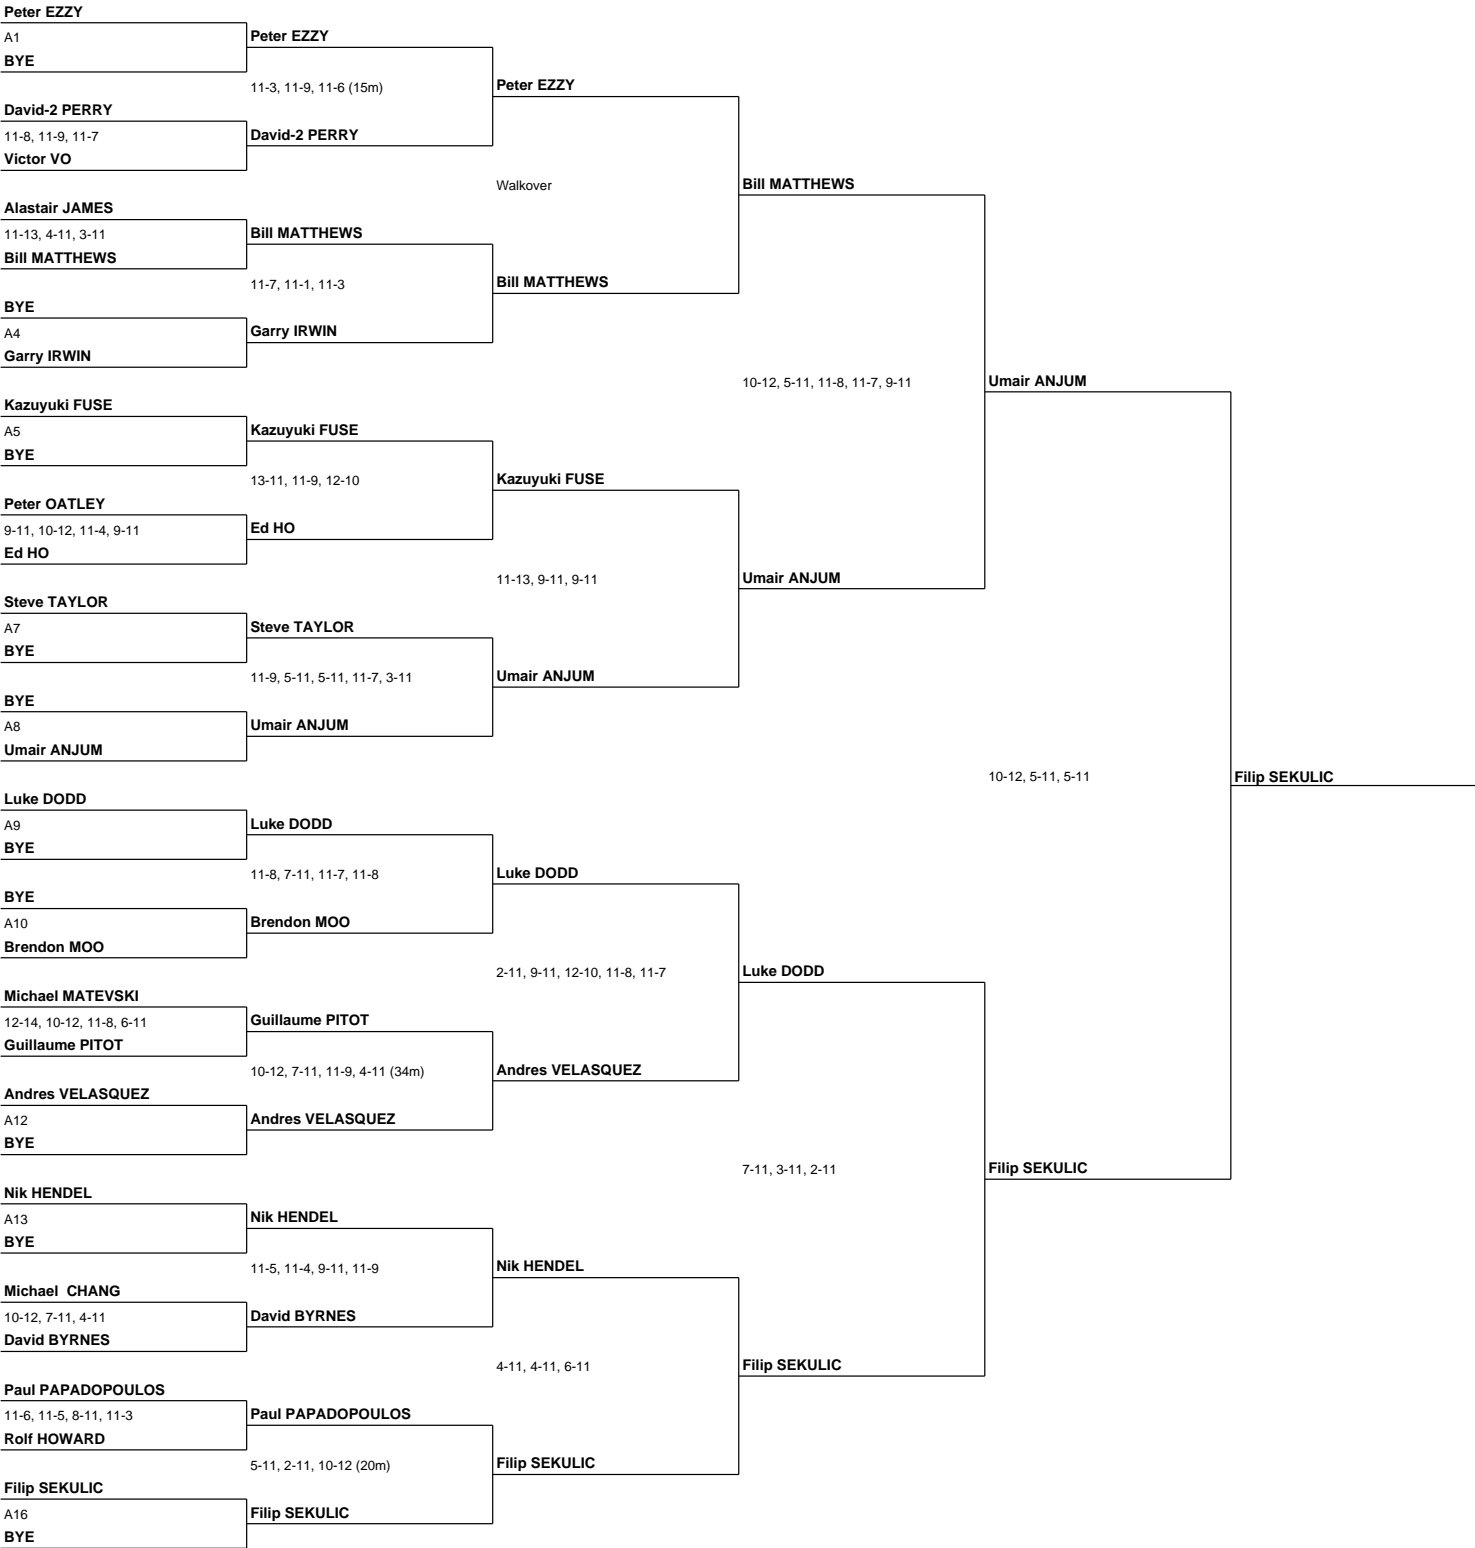 Peter EZZY
A1
BYE
Peter EZZY
11-3, 11-9, 11-6 (15m)
Peter EZZY
David-2 PERRY
11-8, 11-9, 11-7
Victor VO
David-2 PERRY
Walkover
Bill MATTHEWS
Alastair JAMES
11-13, 4-11, 3-11
Bill MATTHEWS
Bill MATTHEWS
11-7, 11-1, 11-3
Bill MATTHEWS
BYE
A4
Garry IRWIN
Garry IRWIN
10-12, 5-11, 11-8, 11-7, 9-11
Umair ANJUM
Kazuyuki FUSE
A5
BYE
Kazuyuki FUSE
13-11, 11-9, 12-10
Kazuyuki FUSE
Peter OATLEY
9-11, 10-12, 11-4, 9-11
Ed HO
Ed HO
11-13, 9-11, 9-11
Umair ANJUM
Steve TAYLOR
A7
BYE
Steve TAYLOR
11-9, 5-11, 5-11, 11-7, 3-11
Umair ANJUM
BYE
A8
Umair ANJUM
Umair ANJUM
10-12, 5-11, 5-11
Filip SEKULIC
Luke DODD
A9
BYE
Luke DODD
11-8, 7-11, 11-7, 11-8
Luke DODD
BYE
A10
Brendon MOO
Brendon MOO
2-11, 9-11, 12-10, 11-8, 11-7
Luke DODD
Michael MATEVSKI
12-14, 10-12, 11-8, 6-11
Guillaume PITOT
Guillaume PITOT
10-12, 7-11, 11-9, 4-11 (34m)
Andres VELASQUEZ
Andres VELASQUEZ
A12
BYE
Andres VELASQUEZ
7-11, 3-11, 2-11
Filip SEKULIC
Nik HENDEL
A13
BYE
Nik HENDEL
11-5, 11-4, 9-11, 11-9
Nik HENDEL
Michael  CHANG
10-12, 7-11, 4-11
David BYRNES
David BYRNES
4-11, 4-11, 6-11
Filip SEKULIC
Paul PAPADOPOULOS
11-6, 11-5, 8-11, 11-3
Rolf HOWARD
Paul PAPADOPOULOS
5-11, 2-11, 10-12 (20m)
Filip SEKULIC
Filip SEKULIC
A16
BYE
Filip SEKULIC